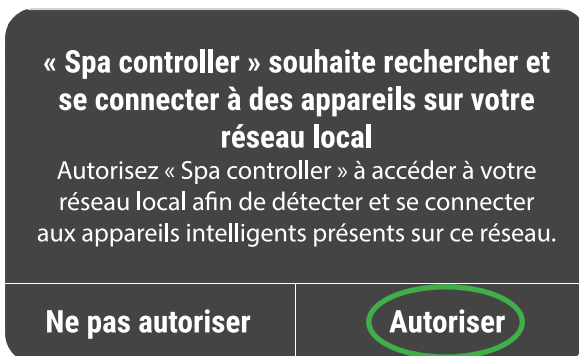 « Spa controller » souhaite rechercher et
se connecter à des appareils sur votre
réseau local
Autorisez « Spa controller » à accéder à votre
réseau local afin de détecter et se connecter
aux appareils intelligents présents sur ce réseau.
Ne pas autoriser
Autoriser